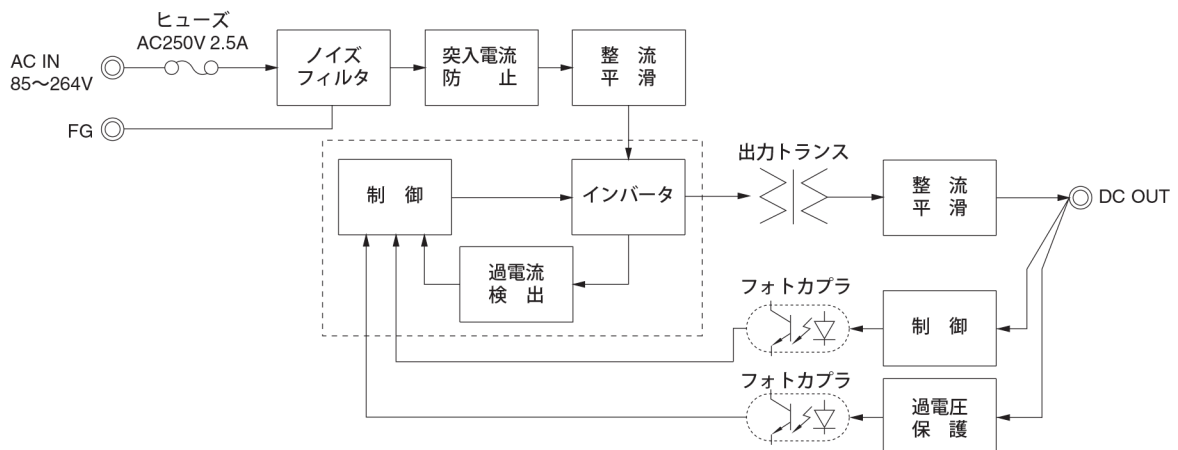 ヒューズ
AC250V 2.5A
AC IN
85〜264V
FG
ノイズ
フィルタ
突入電流
防 止
整 流
平 滑
制 御
インバータ
過電流
検 出
出力トランス
整 流
平 滑
DC OUT
フォトカプラ
制 御
フォトカプラ
過電圧
保 護